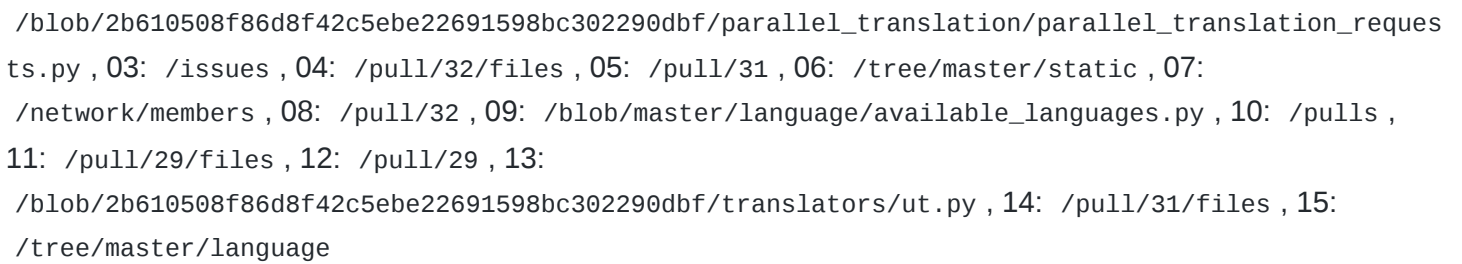 /blob/2b610508f86d8f42c5ebe22691598bc302290dbf/parallel_translation/parallel_translation_reques
ts.py , 03: /issues , 04: /pull/32/files , 05: /pull/31 , 06: /tree/master/static , 07:
/network/members , 08: /pull/32 , 09: /blob/master/language/available_languages.py , 10: /pulls ,
11: /pull/29/files , 12: /pull/29 , 13:
/blob/2b610508f86d8f42c5ebe22691598bc302290dbf/translators/ut.py , 14: /pull/31/files , 15:
/tree/master/language